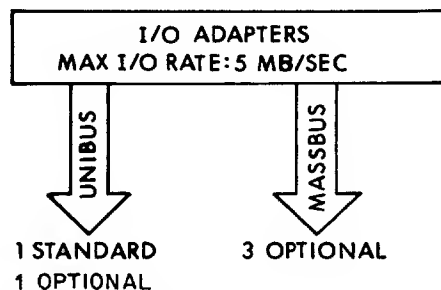 I/O ADAPTERS
MAX I/O RATE: 5 MB/SEC
UNIBUS
MASSBUS
1 STANDARD
1 OPTIONAL
3 OPTIONAL